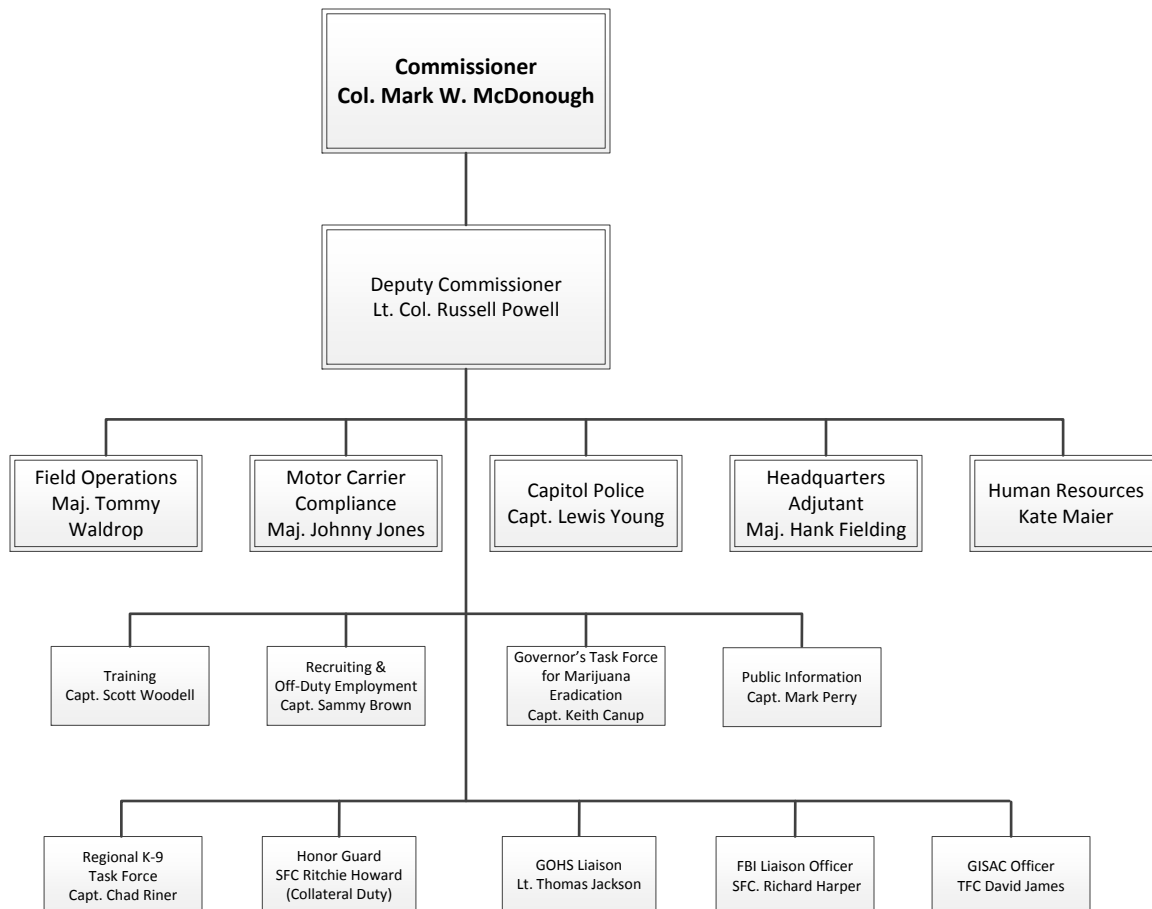 Commissioner
Col. Mark W. McDonough
Deputy Commissioner
Lt. Col. Russell Powell
Field Operations
Maj. Tommy
Waldrop
Motor Carrier
Compliance
Maj. Johnny Jones
Capitol Police
Capt. Lewis Young
Headquarters
Adjutant
Maj. Hank Fielding
Human Resources
Kate Maier
Training
Capt. Scott Woodell
Recruiting &
Off-Duty Employment
Capt. Sammy Brown
Governor’s Task Force
for Marijuana
Eradication
Capt. Keith Canup
Public Information
Capt. Mark Perry
Regional K-9
Task Force
Capt. Chad Riner
Honor Guard
SFC Ritchie Howard
(Collateral Duty)
GOHS Liaison
Lt. Thomas Jackson
FBI Liaison Officer
SFC. Richard Harper
GISAC Officer
TFC David James